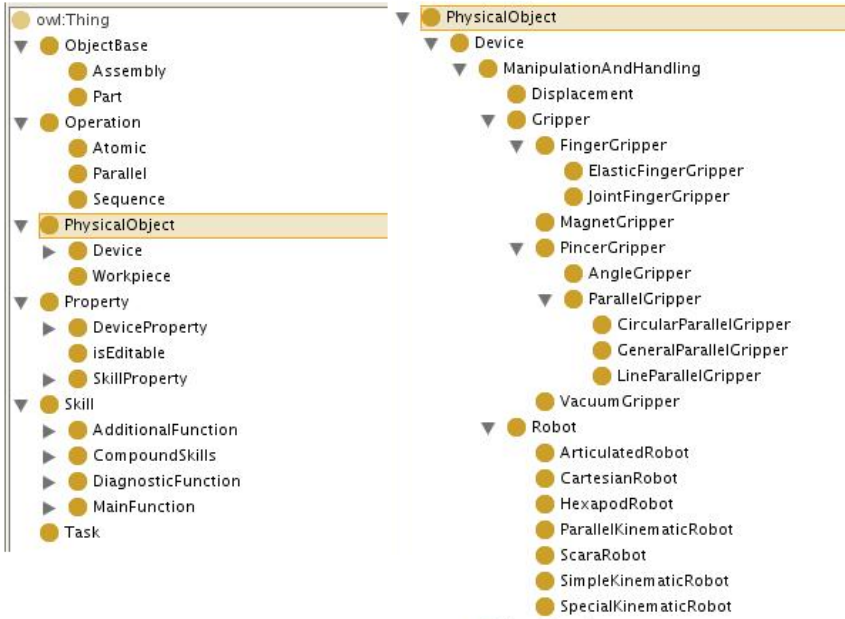 owl:Thing
ObjectBase
Assembly
Part
Operation
Atomic
Parallel
Sequence
PhysicalObject
Device
Workpiece
Property
DeviceProperty
isEditable
SkillProperty
Skill
AdditionalFunction
CompoundSkills
DiagnosticFunction
MainFunction
Task
PhysicalObject
Device
ManipulationAndHandling
Displacement
Gripper
FingerGripper
ElasticFingerGripper
JointFingerGripper
MagnetGripper
PincerGripper
AngleGripper
ParallelGripper
CircularParallelGripper
GeneralParallelGripper
LineParallelGripper
VacuumGripper
Robot
ArticulatedRobot
CartesianRobot
HexapodRobot
ParallelKinematicRobot
ScaraRobot
SimpleKinematicRobot
SpecialKinematicRobot